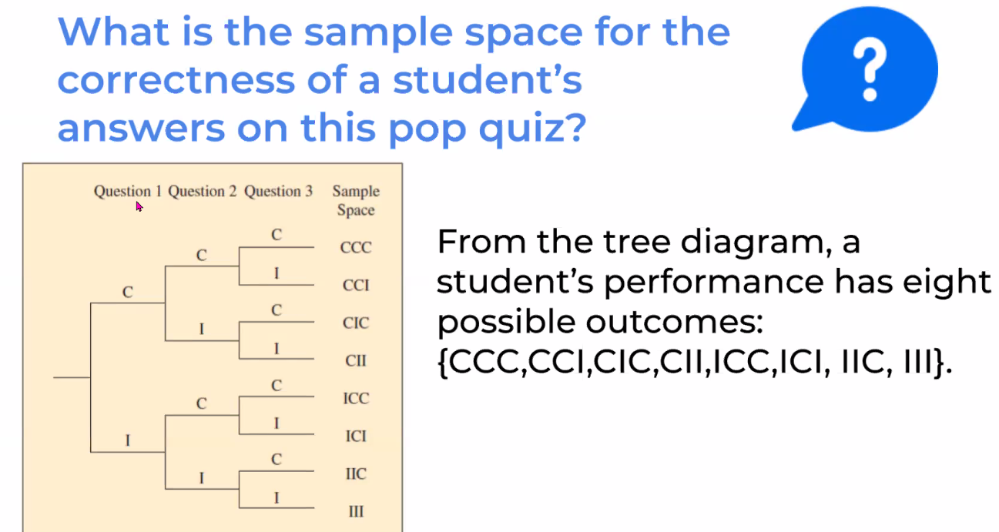 What is the sample space for the
correctness of a student’s
answers on this pop quiz?
?
Question 1 Question 2 Question 3 Sample
Space
C
C
CCC
I
C
CCI
C
I
CIC
I
CII
C
C
ICC
I
I
ICI
C
I
IIC
I
III
From the tree diagram, a
student’s performance has eight
possible outcomes:
{CCC,CCI,CIC,CII,ICC,ICI, IIC, III}.